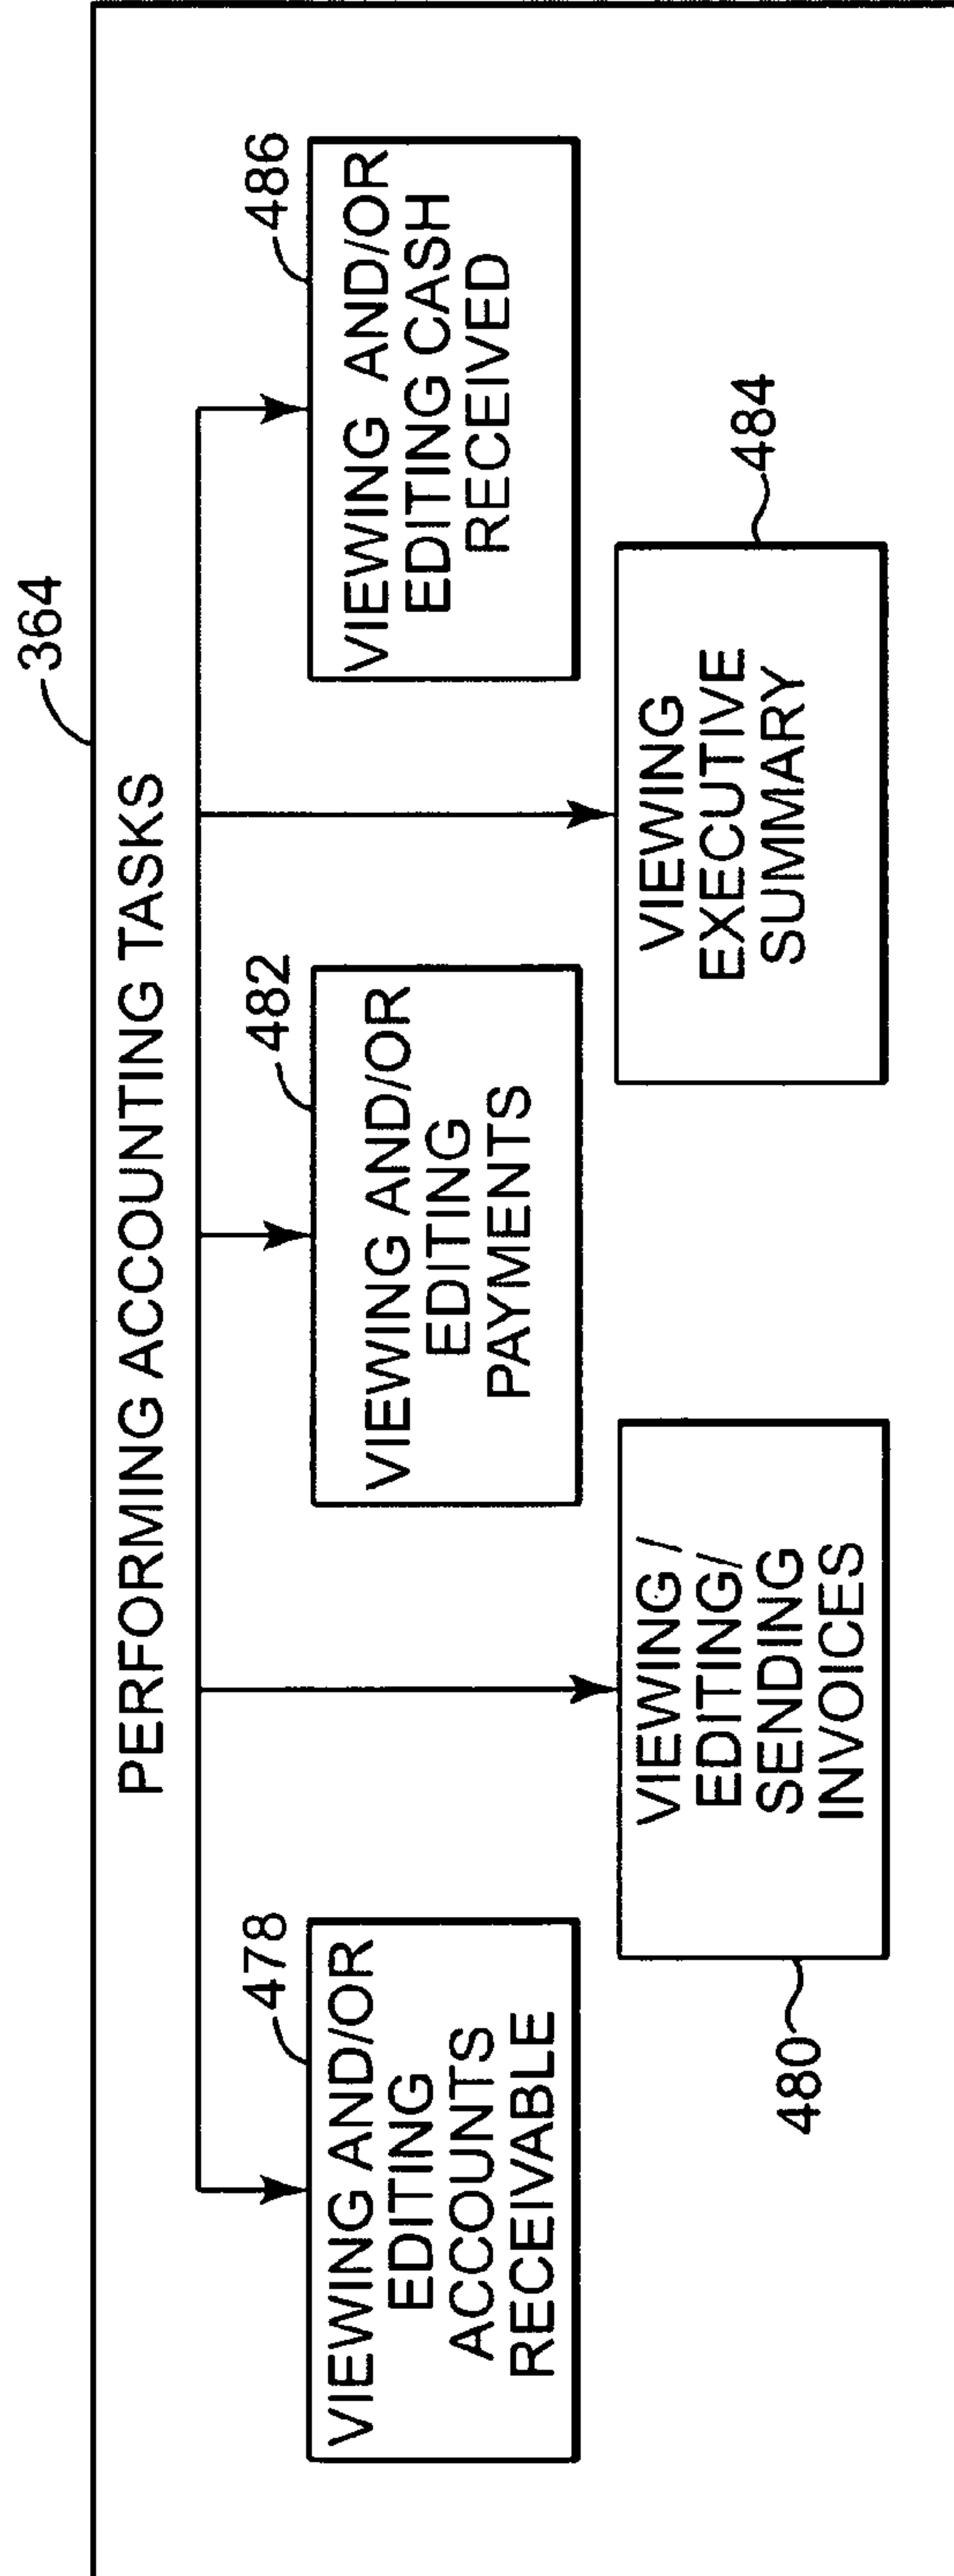 364
PERFORMING ACCOUNTING TASKS
478
VIEWING AND/OR
EDITING
ACCOUNTS
RECEIVABLE
482
VIEWING AND/OR
EDITING
PAYMENTS
486
VIEWING AND/OR
EDITING CASH
RECEIVED
480
VIEWING /
EDITING/
SENDING
INVOICES
484
VIEWING
EXECUTIVE
SUMMARY